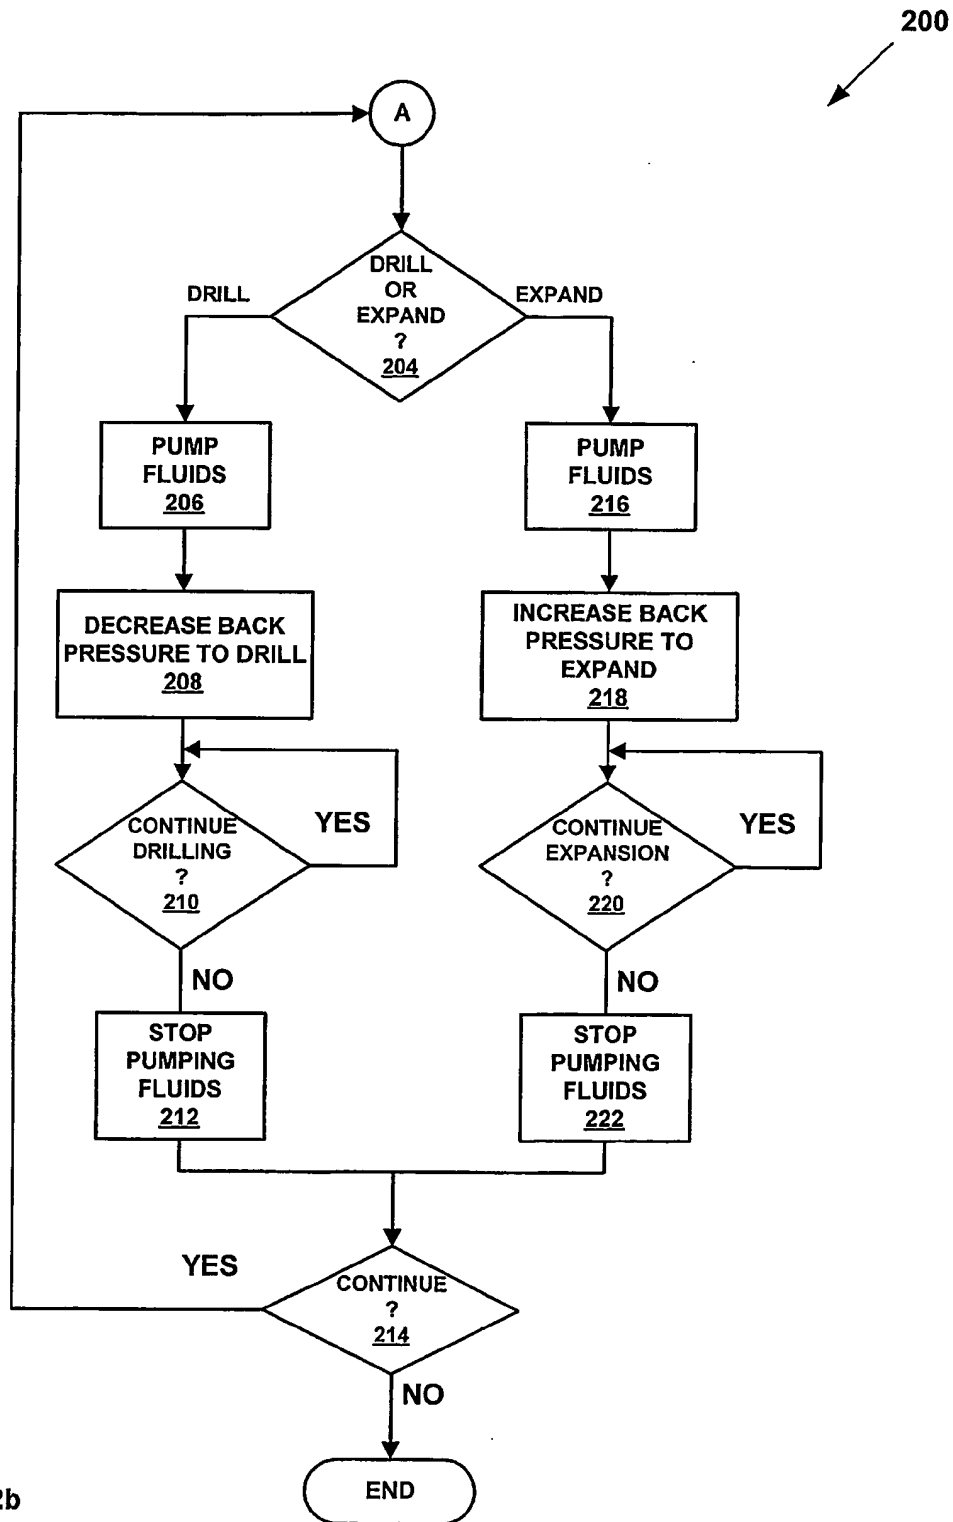 200
A
DRILL
OR
EXPAND
?
204
DRILL
EXPAND
PUMP
FLUIDS
206
PUMP
FLUIDS
216
DECREASE BACK
PRESSURE TO DRILL
208
INCREASE BACK
PRESSURE TO
EXPAND
218
CONTINUE
DRILLING
?
210
YES
CONTINUE
EXPANSION
?
220
YES
NO
NO
STOP
PUMPING
FLUIDS
212
STOP
PUMPING
FLUIDS
222
YES
CONTINUE
?
214
NO
END
2b